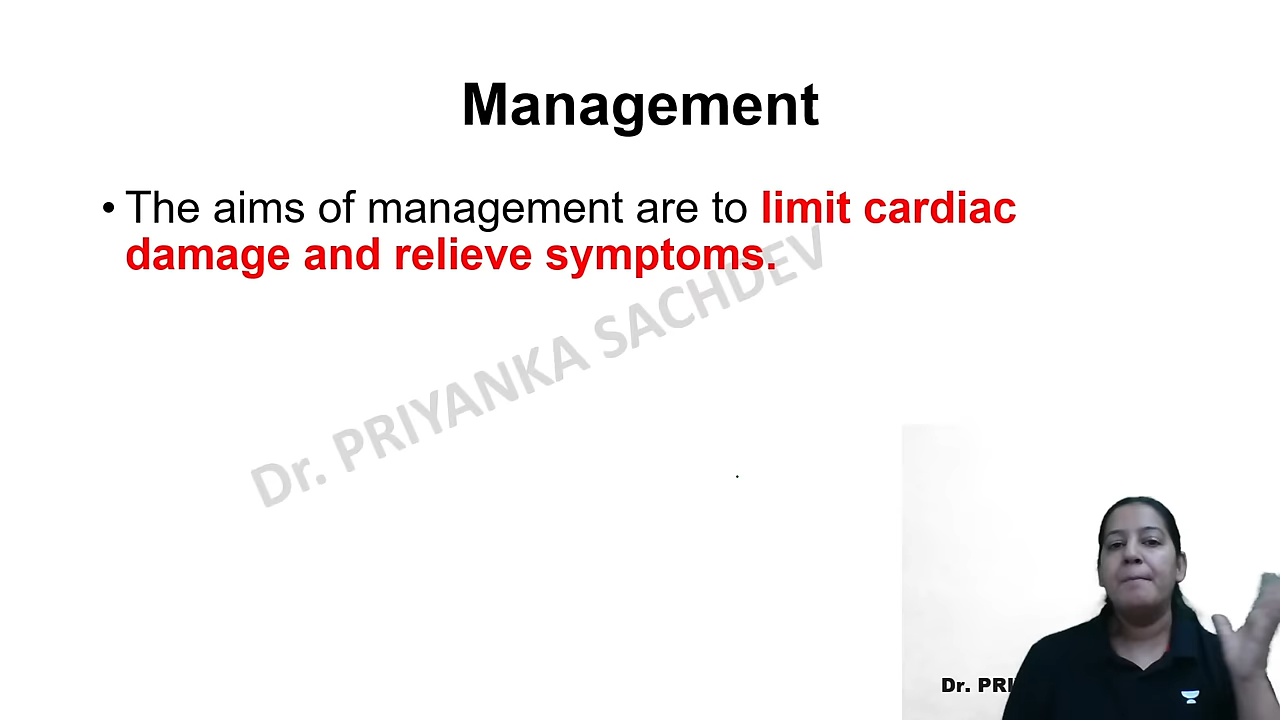 Management
• The aims of management are to limit cardiac
damage and relieve symptoms.
Dr. PRIYANKA SACHDEV
Dr. PRI